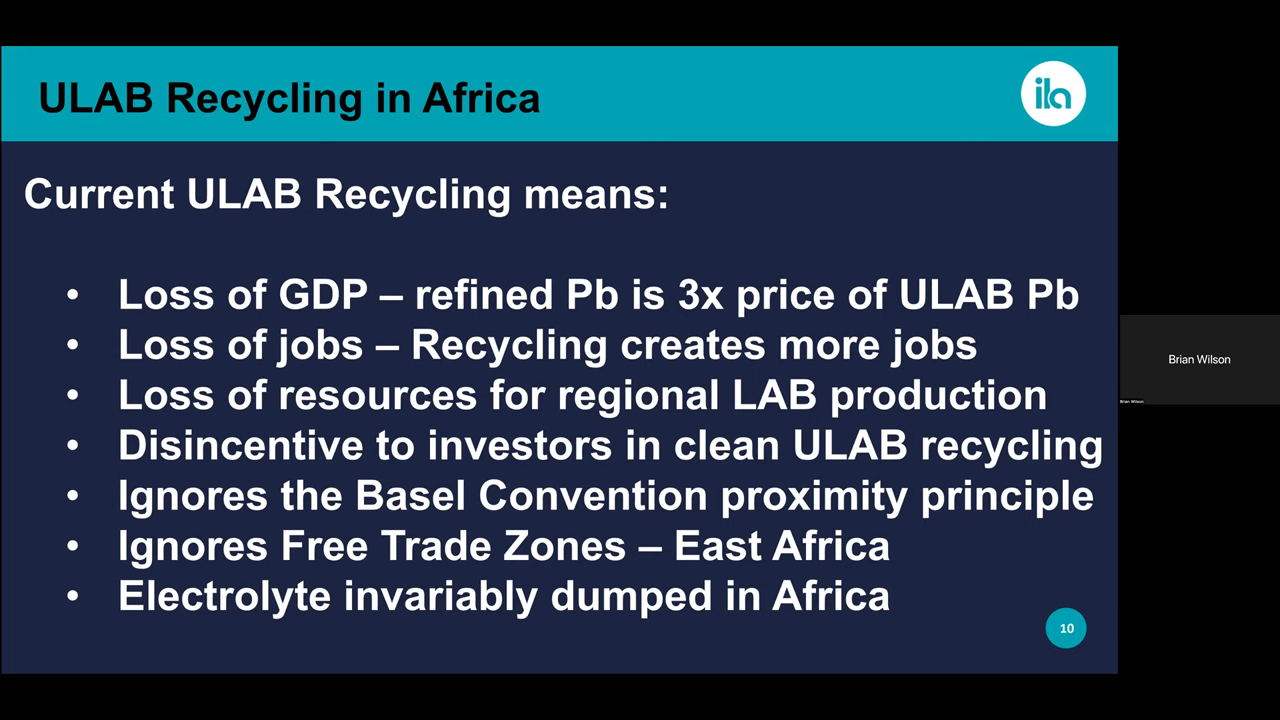 ULAB Recycling in Africa
ila
Current ULAB Recycling means:
• Loss of GDP – refined Pb is 3x price of ULAB Pb
• Loss of jobs – Recycling creates more jobs
• Loss of resources for regional LAB production
• Disincentive to investors in clean ULAB recycling
• Ignores the Basel Convention proximity principle
• Ignores Free Trade Zones – East Africa
• Electrolyte invariably dumped in Africa
10
Brian Wilson
Brian Wilson